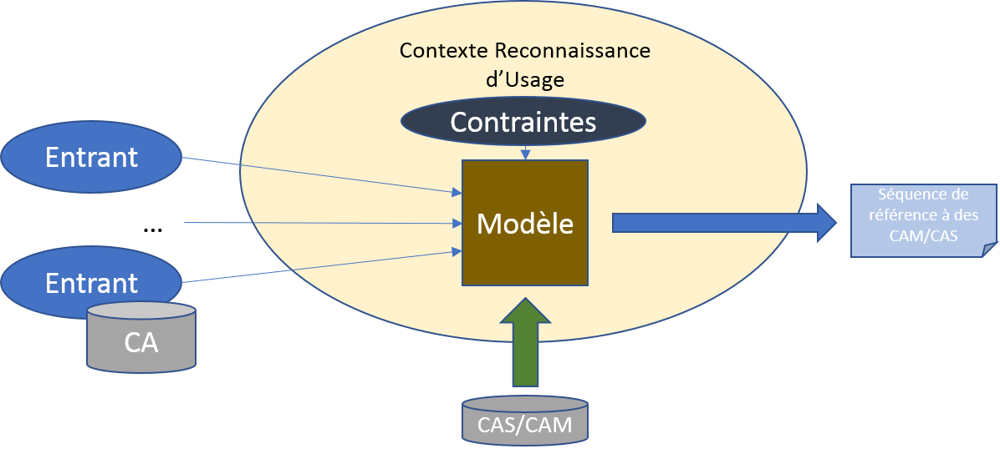 Contexte Reconnaissance
d’Usage
Contraintes
Entrant
...
Entrant
CA
Modèle
CAS/CAM
Séquence de
référence à des
CAM/CAS